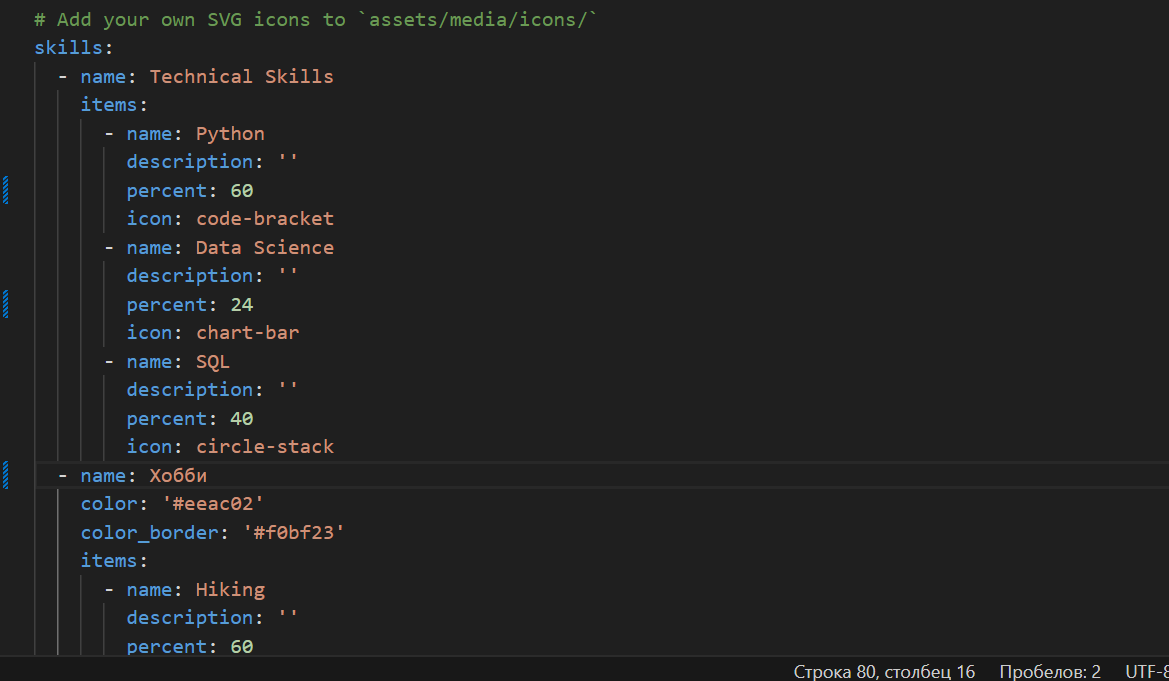 # Add your own SVG icons to `assets/media/icons/`
skills:
  - name: Technical Skills
    items:
      - name: Python
        description: ''
        percent: 60
        icon: code-bracket
      - name: Data Science
        description: ''
        percent: 24
        icon: chart-bar
      - name: SQL
        description: ''
        percent: 40
        icon: circle-stack
  - name: Хобби
    color: '#eeac02'
    color_border: '#f0bf23'
    items:
      - name: Hiking
        description: ''
        percent: 60
Строка 80, столбец 16 Пробелов: 2 UTF-8